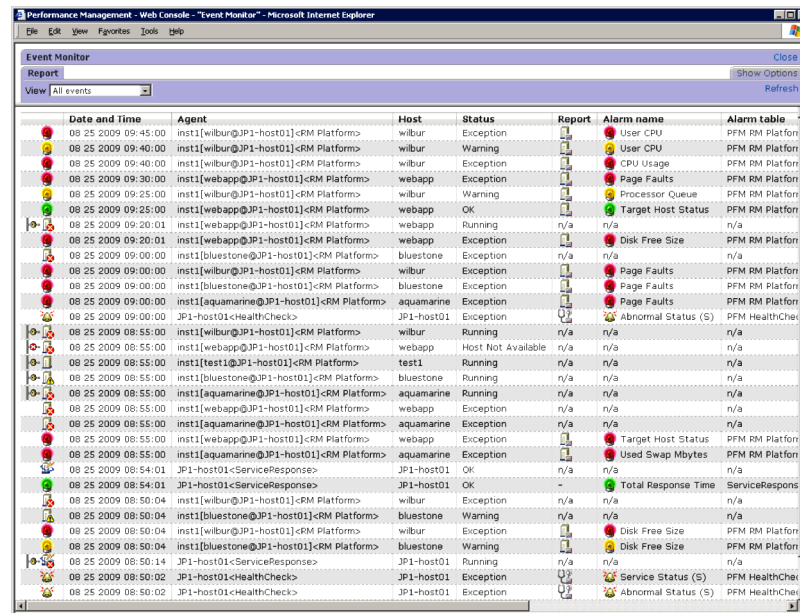 Performance Management - Web Console - "Event Monitor" - Microsoft Internet Explorer
File Edit View Favorites Tools Help
Event Monitor Close
Report Show Options
View All events Refresh
Date and Time Agent Host Status Report Alarm name Alarm table
08 25 2009 09:45:00 inst1[wilbur@JP1-host01]<RM Platform> wilbur Exception User CPU PFM RM Platforr
08 25 2009 09:40:00 inst1[wilbur@JP1-host01]<RM Platform> wilbur Warning User CPU PFM RM Platforr
08 25 2009 09:40:00 inst1[wilbur@JP1-host01]<RM Platform> wilbur Exception CPU Usage PFM RM Platforr
08 25 2009 09:30:00 inst1[webapp@JP1-host01]<RM Platform> webapp Exception Page Faults PFM RM Platforr
08 25 2009 09:25:00 inst1[wilbur@JP1-host01]<RM Platform> wilbur Warning Processor Queue PFM RM Platforr
08 25 2009 09:25:00 inst1[webapp@JP1-host01]<RM Platform> webapp OK Target Host Status PFM RM Platforr
08 25 2009 09:20:01 inst1[webapp@JP1-host01]<RM Platform> webapp Running n/a n/a n/a
08 25 2009 09:20:01 inst1[webapp@JP1-host01]<RM Platform> webapp Exception Disk Free Size PFM RM Platforr
08 25 2009 09:00:00 inst1[bluestone@JP1-host01]<RM Platform> bluestone Exception n/a n/a n/a
08 25 2009 09:00:00 inst1[wilbur@JP1-host01]<RM Platform> wilbur Exception Page Faults PFM RM Platforr
08 25 2009 09:00:00 inst1[bluestone@JP1-host01]<RM Platform> bluestone Exception Page Faults PFM RM Platforr
08 25 2009 09:00:00 inst1[aquamarine@JP1-host01]<RM Platform> aquamarine Exception Page Faults PFM RM Platforr
08 25 2009 09:00:00 JP1-host01<HealthCheck> JP1-host01 Exception Abnormal Status (S) PFM HealthChec
08 25 2009 08:55:00 inst1[wilbur@JP1-host01]<RM Platform> wilbur Running n/a n/a n/a
08 25 2009 08:55:00 inst1[webapp@JP1-host01]<RM Platform> webapp Host Not Available n/a n/a n/a
08 25 2009 08:55:00 inst1[test1@JP1-host01]<RM Platform> test1 Running n/a n/a n/a
08 25 2009 08:55:00 inst1[bluestone@JP1-host01]<RM Platform> bluestone Running n/a n/a n/a
08 25 2009 08:55:00 inst1[aquamarine@JP1-host01]<RM Platform> aquamarine Running n/a n/a n/a
08 25 2009 08:55:00 inst1[webapp@JP1-host01]<RM Platform> webapp Exception n/a n/a n/a
08 25 2009 08:55:00 inst1[aquamarine@JP1-host01]<RM Platform> aquamarine Exception n/a n/a n/a
08 25 2009 08:55:00 inst1[webapp@JP1-host01]<RM Platform> webapp Exception Target Host Status PFM RM Platforr
08 25 2009 08:55:00 inst1[aquamarine@JP1-host01]<RM Platform> aquamarine Exception Used Swap Mbytes PFM RM Platforr
08 25 2009 08:54:01 JP1-host01<ServiceResponse> JP1-host01 OK n/a n/a n/a
08 25 2009 08:54:01 JP1-host01<ServiceResponse> JP1-host01 OK - Total Response Time ServiceRespons
08 25 2009 08:50:04 inst1[wilbur@JP1-host01]<RM Platform> wilbur Exception n/a n/a n/a
08 25 2009 08:50:04 inst1[bluestone@JP1-host01]<RM Platform> bluestone Warning n/a n/a n/a
08 25 2009 08:50:04 inst1[wilbur@JP1-host01]<RM Platform> wilbur Exception Disk Free Size PFM RM Platforr
08 25 2009 08:50:04 inst1[bluestone@JP1-host01]<RM Platform> bluestone Warning Disk Free Size PFM RM Platforr
08 25 2009 08:50:14 JP1-host01<ServiceResponse> JP1-host01 Running n/a n/a n/a
08 25 2009 08:50:02 JP1-host01<HealthCheck> JP1-host01 Exception Service Status (S) PFM HealthChec
08 25 2009 08:50:02 JP1-host01<HealthCheck> JP1-host01 Exception Abnormal Status (S) PFM HealthChec